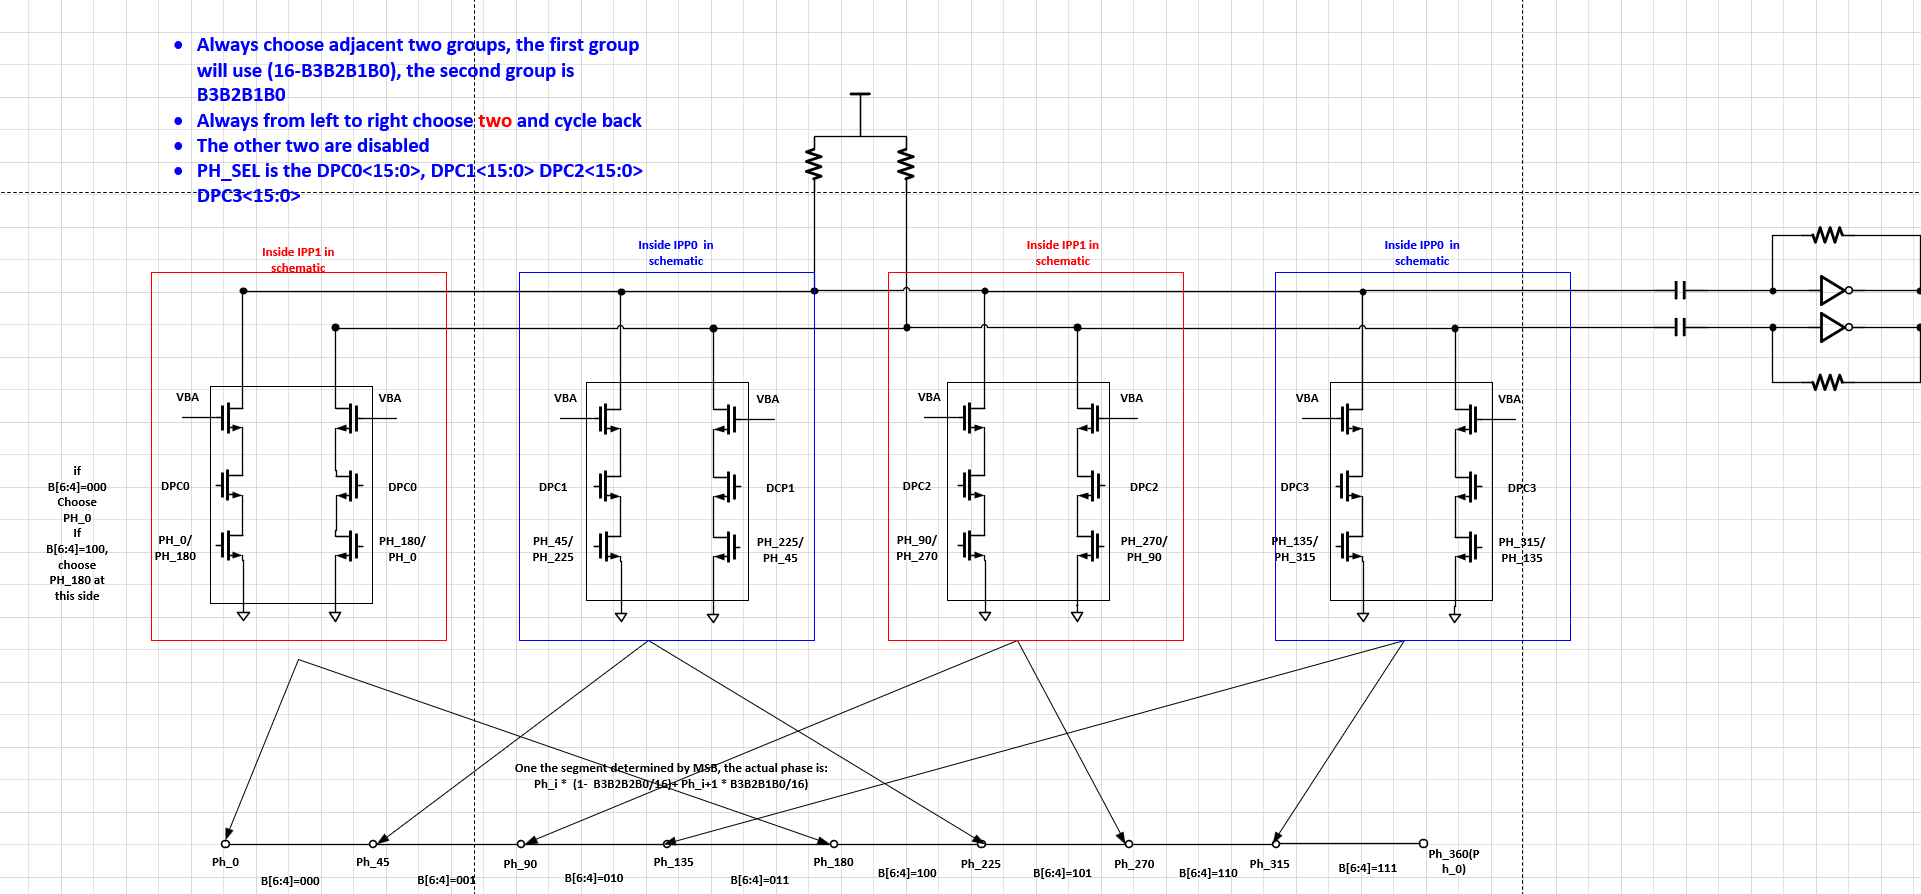 Always choose adjacent two groups, the first group
will use (16-B3B2B1B0), the second group is
B3B2B1B0
Always from left to right choose two and cycle back
The other two are disabled
PH_SEL is the DPC0<15:0>, DPC1<15:0> DPC2<15:0>
DPC3<15:0>
Inside IPP1 in
schematic
Inside IPP0 in
schematic
Inside IPP1 in
schematic
Inside IPP0 in
schematic
VBA
VBA
VBA
VBA
VBA
VBA
VBA
VBA
if
B[6:4]=000
Choose
PH_0
If
B[6:4]=100,
choose
PH_180 at
this side
DPC0
DPC0
DPC1
DCP1
DPC2
DPC2
DPC3
DPC3
PH_0/
PH_180
PH_180/
PH_0
PH_45/
PH_225
PH_225/
PH_45
PH_90/
PH_270
PH_270/
PH_90
PH_135/
PH_315
PH_315/
PH_135
One the segment determined by MSB, the actual phase is:
Ph_i * (1- B3B2B2B0/16)+ Ph_i+1 * B3B2B1B0/16)
Ph_0
Ph_45
Ph_90
Ph_135
Ph_180
Ph_225
Ph_270
Ph_315
Ph_360(P
h_0)
B[6:4]=000
B[6:4]=001
B[6:4]=010
B[6:4]=011
B[6:4]=100
B[6:4]=101
B[6:4]=110
B[6:4]=111